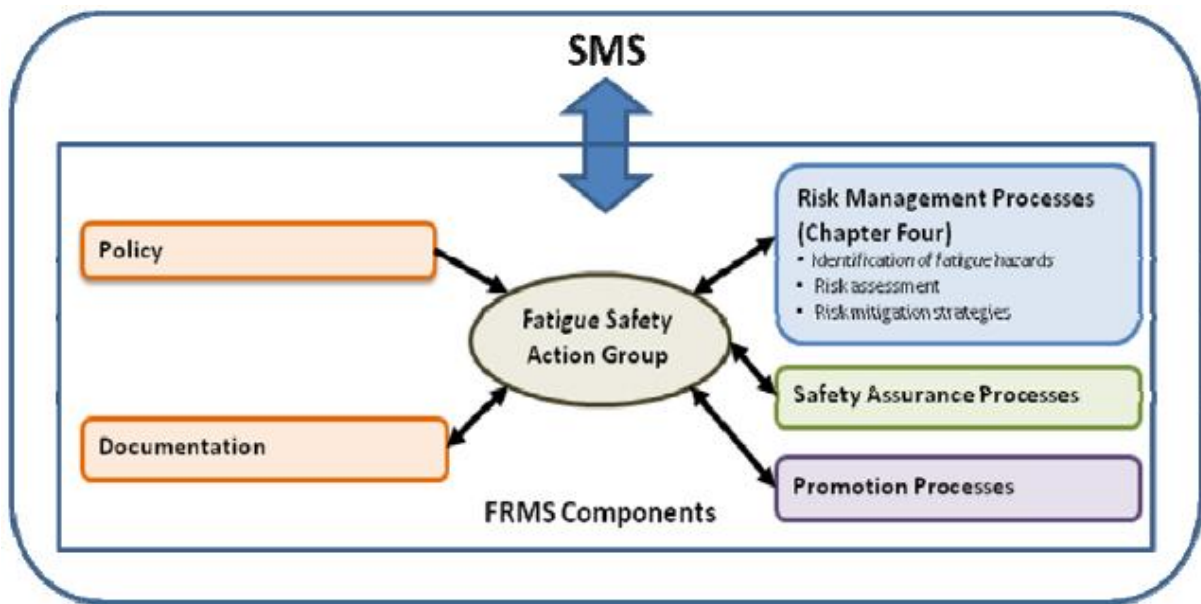 SMS
Policy
Documentation
Fatigue Safety
Action Group
Risk Management Processes
(Chapter Four)
• Identification of fatigue hazards
• Risk assessment
• Risk mitigation strategies
Safety Assurance Processes
Promotion Processes
FRMS Components